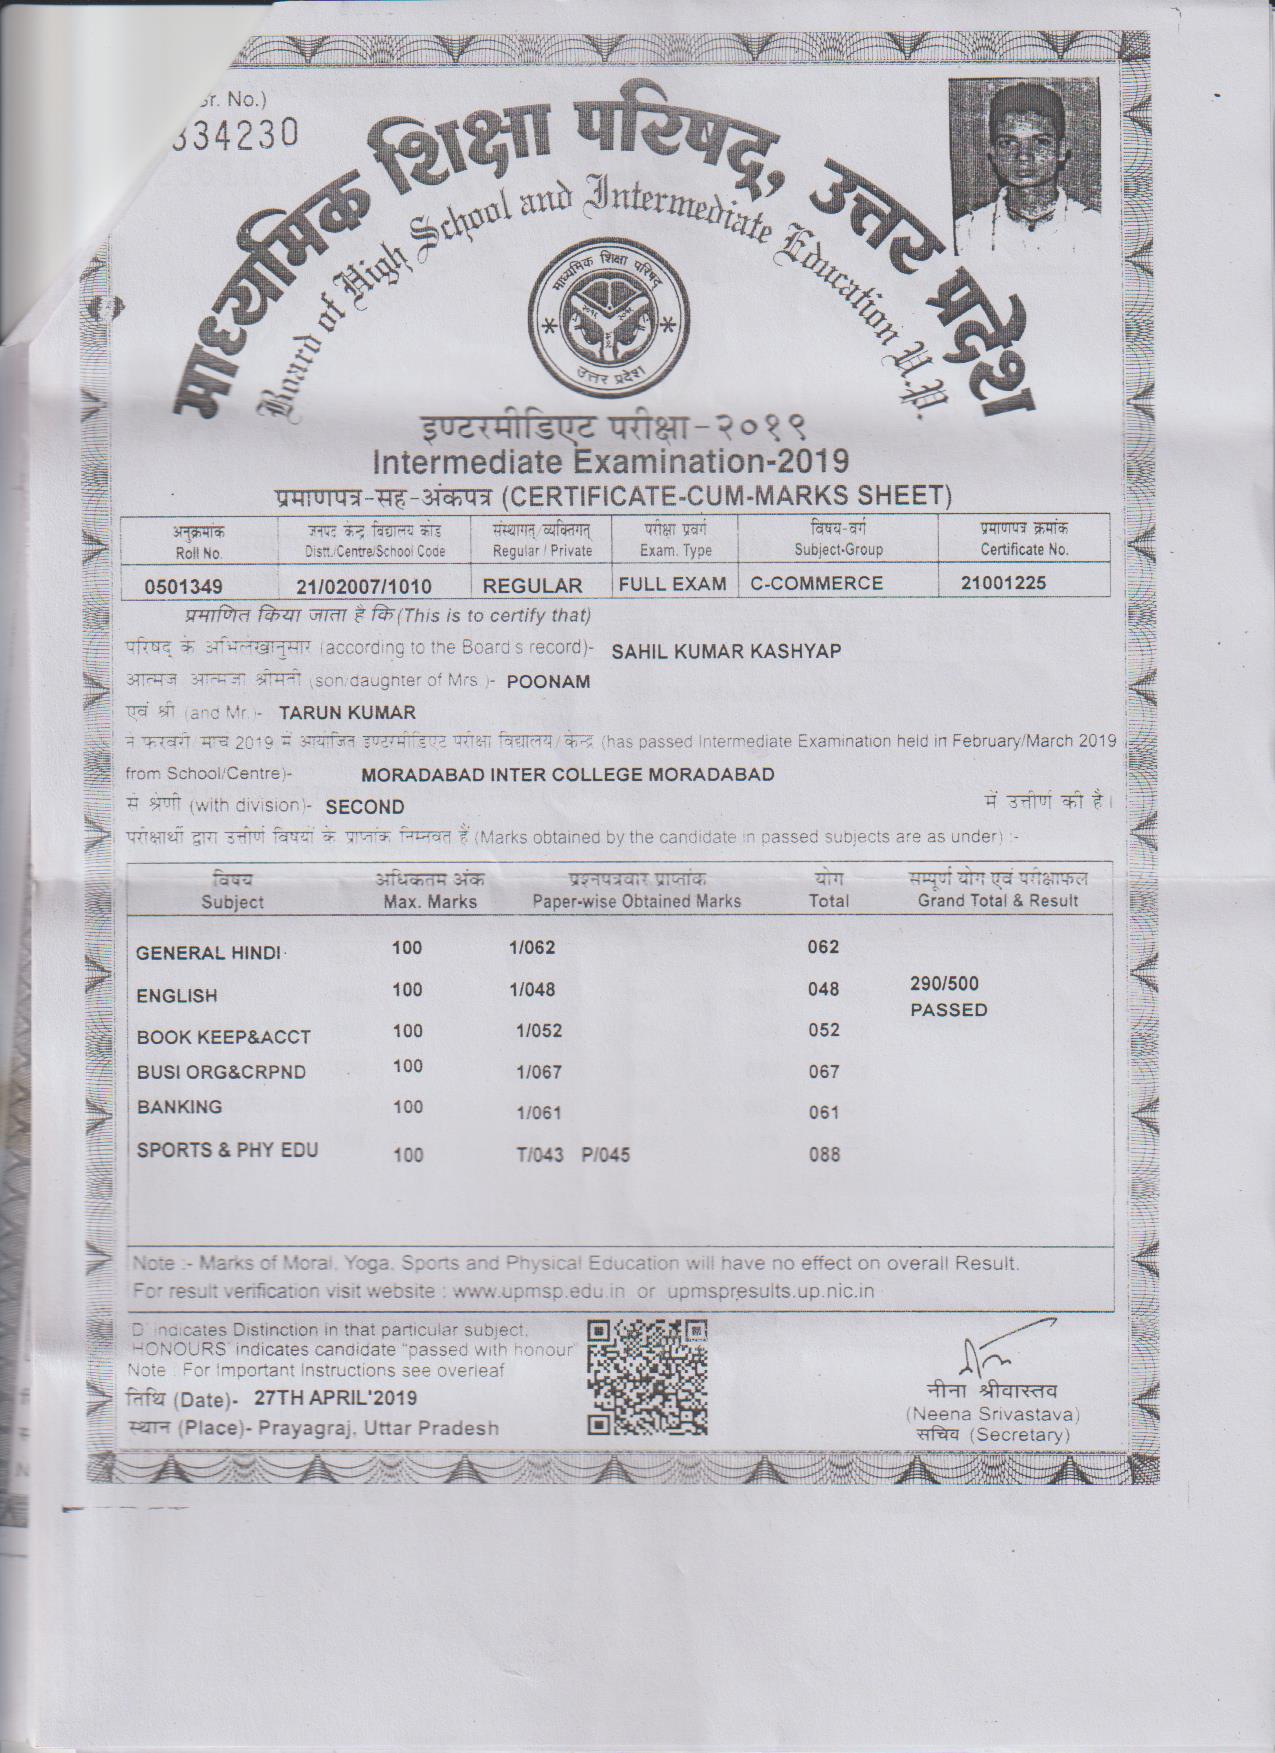 Sr. No.)
334230
माध्यमिक शिक्षा परिषद्, उत्तर प्रदेश
Board of High School and Intermediate Education U.P.
माध्यमिक शिक्षा परिषद्
उत्तर प्रदेश
इण्टरमीडिएट परीक्षा-२०१९
Intermediate Examination-2019
प्रमाणपत्र-सह-अंकपत्र (CERTIFICATE-CUM-MARKS SHEET)
अनुक्रमांक जनपद केन्द्र विद्यालय कोड संस्थागत्/व्यक्तिगत् परीक्षा प्रवर्ग विषय-वर्ग प्रमाणपत्र क्रमांक
Roll No. Distt./Centre/School Code Regular / Private Exam. Type Subject-Group Certificate No.
0501349 21/02007/1010 REGULAR FULL EXAM C-COMMERCE 21001225
प्रमाणित किया जाता है कि (This is to certify that)
परिषद् के अभिलेखानुसार (according to the Board's record)- SAHIL KUMAR KASHYAP
आत्मज आत्मजा श्रीमती (son/daughter of Mrs.)- POONAM
एवं श्री (and Mr.)- TARUN KUMAR
ने फरवरी मार्च 2019 में आयोजित इण्टरमीडिएट परीक्षा विद्यालय/केन्द्र (has passed Intermediate Examination held in February/March 2019
from School/Centre)- MORADABAD INTER COLLEGE MORADABAD
से श्रेणी (with division)- SECOND में उत्तीर्ण की है।
परीक्षार्थी द्वारा उत्तीर्ण विषयों के प्राप्तांक निम्नवत हैं (Marks obtained by the candidate in passed subjects are as under) :-
विषय अधिकतम अंक प्रश्नपत्रवार प्राप्तांक योग सम्पूर्ण योग एवं परीक्षाफल
Subject Max. Marks Paper-wise Obtained Marks Total Grand Total & Result
GENERAL HINDI 100 1/062 062
ENGLISH 100 1/048 048 290/500
PASSED
BOOK KEEP&ACCT 100 1/052 052
BUSI ORG&CRPND 100 1/067 067
BANKING 100 1/061 061
SPORTS & PHY EDU 100 T/043 P/045 088
Note :- Marks of Moral, Yoga, Sports and Physical Education will have no effect on overall Result.
For result verification visit website : www.upmsp.edu.in or upmspresults.up.nic.in
'D' indicates Distinction in that particular subject.
'HONOURS' indicates candidate "passed with honour"
Note : For Important Instructions see overleaf
तिथि (Date)- 27TH APRIL'2019
स्थान (Place)- Prayagraj, Uttar Pradesh
नीना श्रीवास्तव
(Neena Srivastava)
सचिव (Secretary)